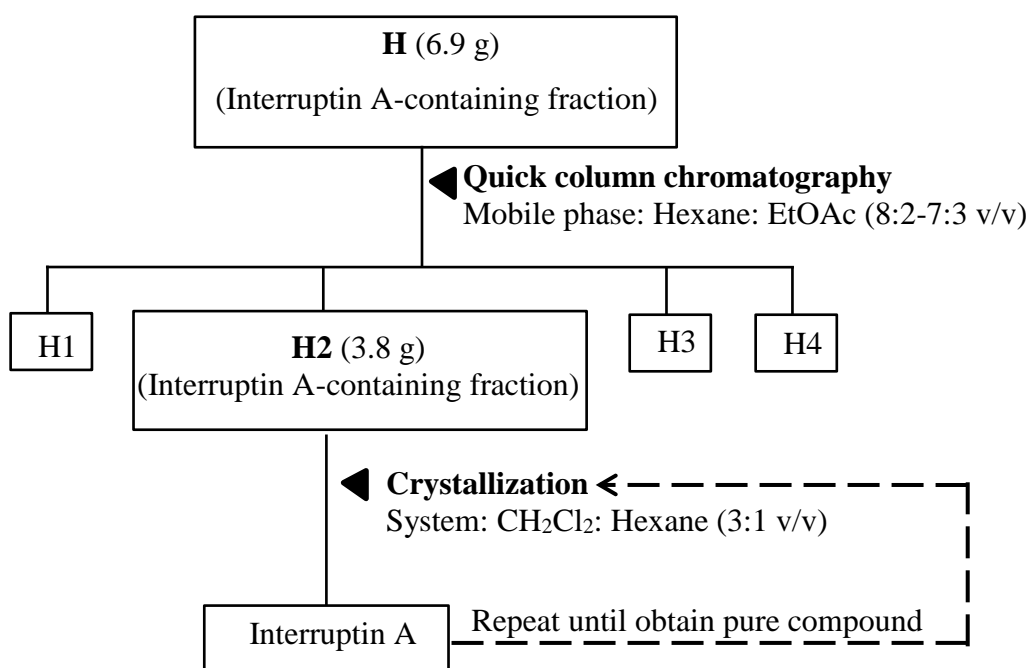 H (6.9 g)
(Interruptin A-containing fraction)
Quick column chromatography
Mobile phase: Hexane: EtOAc (8:2-7:3 v/v)
H1
H2 (3.8 g)
(Interruptin A-containing fraction)
H3
H4
Crystallization
System: CH₂Cl₂: Hexane (3:1 v/v)
Interruptin A
Repeat until obtain pure compound